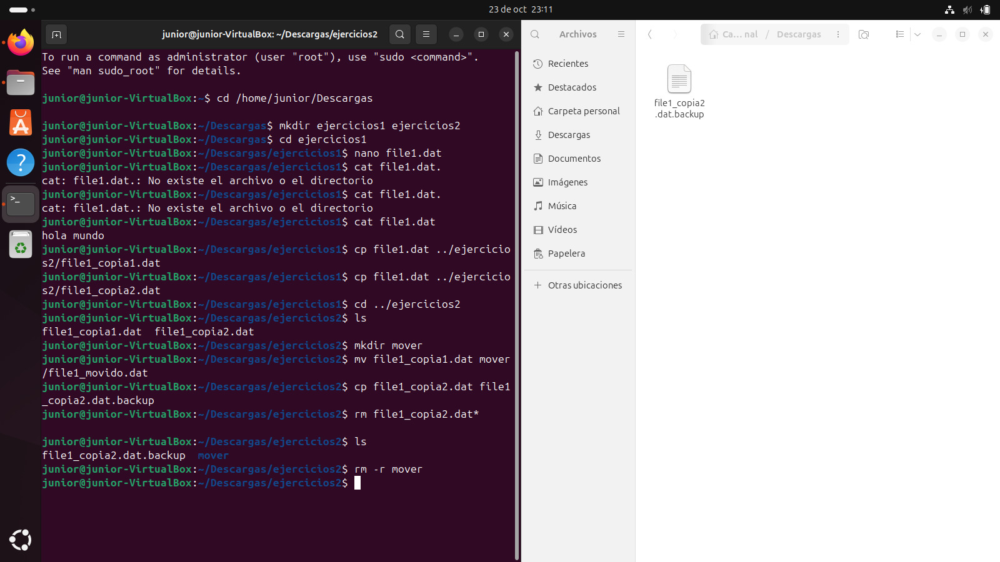 23 de oct 23:11
junior@junior-VirtualBox: ~/Descargas/ejercicios2
To run a command as administrator (user "root"), use "sudo <command>".
See "man sudo_root" for details.
junior@junior-VirtualBox:~$ cd /home/junior/Descargas
junior@junior-VirtualBox:~/Descargas$ mkdir ejercicios1 ejercicios2
junior@junior-VirtualBox:~/Descargas$ cd ejercicios1
junior@junior-VirtualBox:~/Descargas/ejercicios1$ nano file1.dat
junior@junior-VirtualBox:~/Descargas/ejercicios1$ cat file1.dat.
cat: file1.dat.: No existe el archivo o el directorio
junior@junior-VirtualBox:~/Descargas/ejercicios1$ cat file1.dat.
cat: file1.dat.: No existe el archivo o el directorio
junior@junior-VirtualBox:~/Descargas/ejercicios1$ cat file1.dat
hola mundo
junior@junior-VirtualBox:~/Descargas/ejercicios1$ cp file1.dat ../ejercicio
s2/file1_copia1.dat
junior@junior-VirtualBox:~/Descargas/ejercicios1$ cp file1.dat ../ejercicio
s2/file1_copia2.dat
junior@junior-VirtualBox:~/Descargas/ejercicios1$ cd ../ejercicios2
junior@junior-VirtualBox:~/Descargas/ejercicios2$ ls
file1_copia1.dat  file1_copia2.dat
junior@junior-VirtualBox:~/Descargas/ejercicios2$ mkdir mover
junior@junior-VirtualBox:~/Descargas/ejercicios2$ mv file1_copia1.dat mover
/file1_movido.dat
junior@junior-VirtualBox:~/Descargas/ejercicios2$ cp file1_copia2.dat file1
_copia2.dat.backup
junior@junior-VirtualBox:~/Descargas/ejercicios2$ rm file1_copia2.dat*
junior@junior-VirtualBox:~/Descargas/ejercicios2$ ls
file1_copia2.dat.backup  mover
junior@junior-VirtualBox:~/Descargas/ejercicios2$ rm -r mover
junior@junior-VirtualBox:~/Descargas/ejercicios2$
Archivos
Recientes
Destacados
Carpeta personal
Descargas
Documentos
Imágenes
Música
Vídeos
Papelera
+ Otras ubicaciones
Ca… nal / Descargas
file1_copia2
.dat.backup